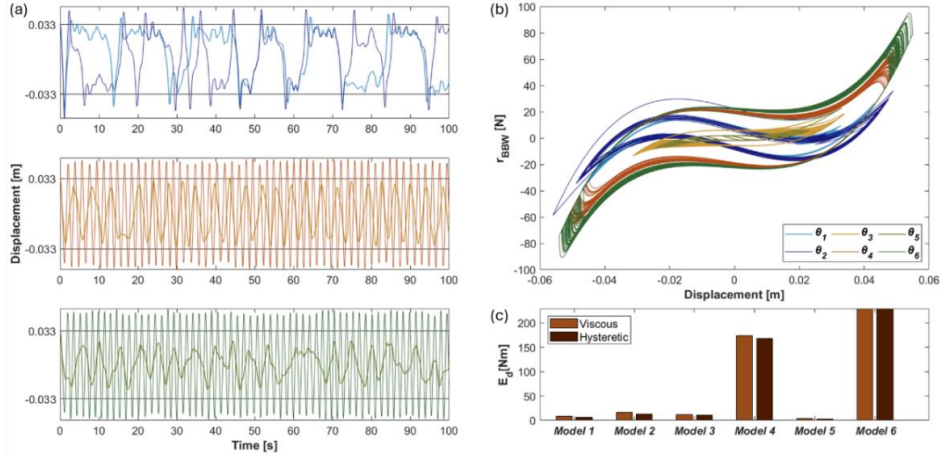 (a)
0.033
-0.033
0 10 20 30 40 50 60 70 80 90 100
0.033
-0.033
0 10 20 30 40 50 60 70 80 90 100
0.033
-0.033
0 10 20 30 40 50 60 70 80 90 100
Displacement [m]
Time [s]
(b)
100
80
60
40
20
0
-20
-40
-60
-80
-100
r_BBW [N]
-0.06 -0.04 -0.02 0 0.02 0.04 0.06
Displacement [m]
θ1 θ3 θ5
θ2 θ4 θ6
(c)
200
150
100
50
0
E_d[Nm]
Viscous
Hysteretic
Model 1 Model 2 Model 3 Model 4 Model 5 Model 6